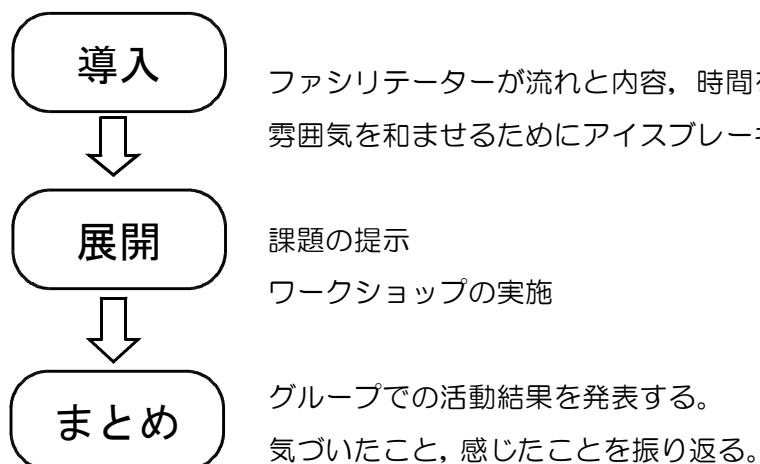 導入
ファシリテーターが流れと内容，時間
雰囲気を和ませるためにアイスブレー
展開
課題の提示
ワークショップの実施
まとめ
グループでの活動結果を発表する。
気づいたこと，感じたことを振り返る。